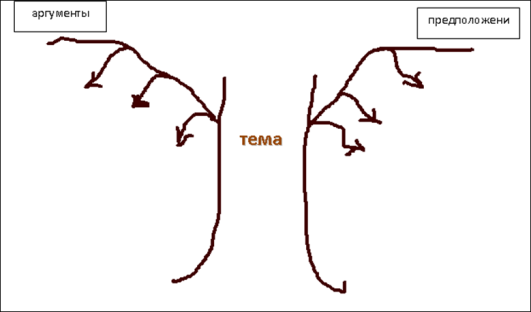 аргументы
предположени
тема